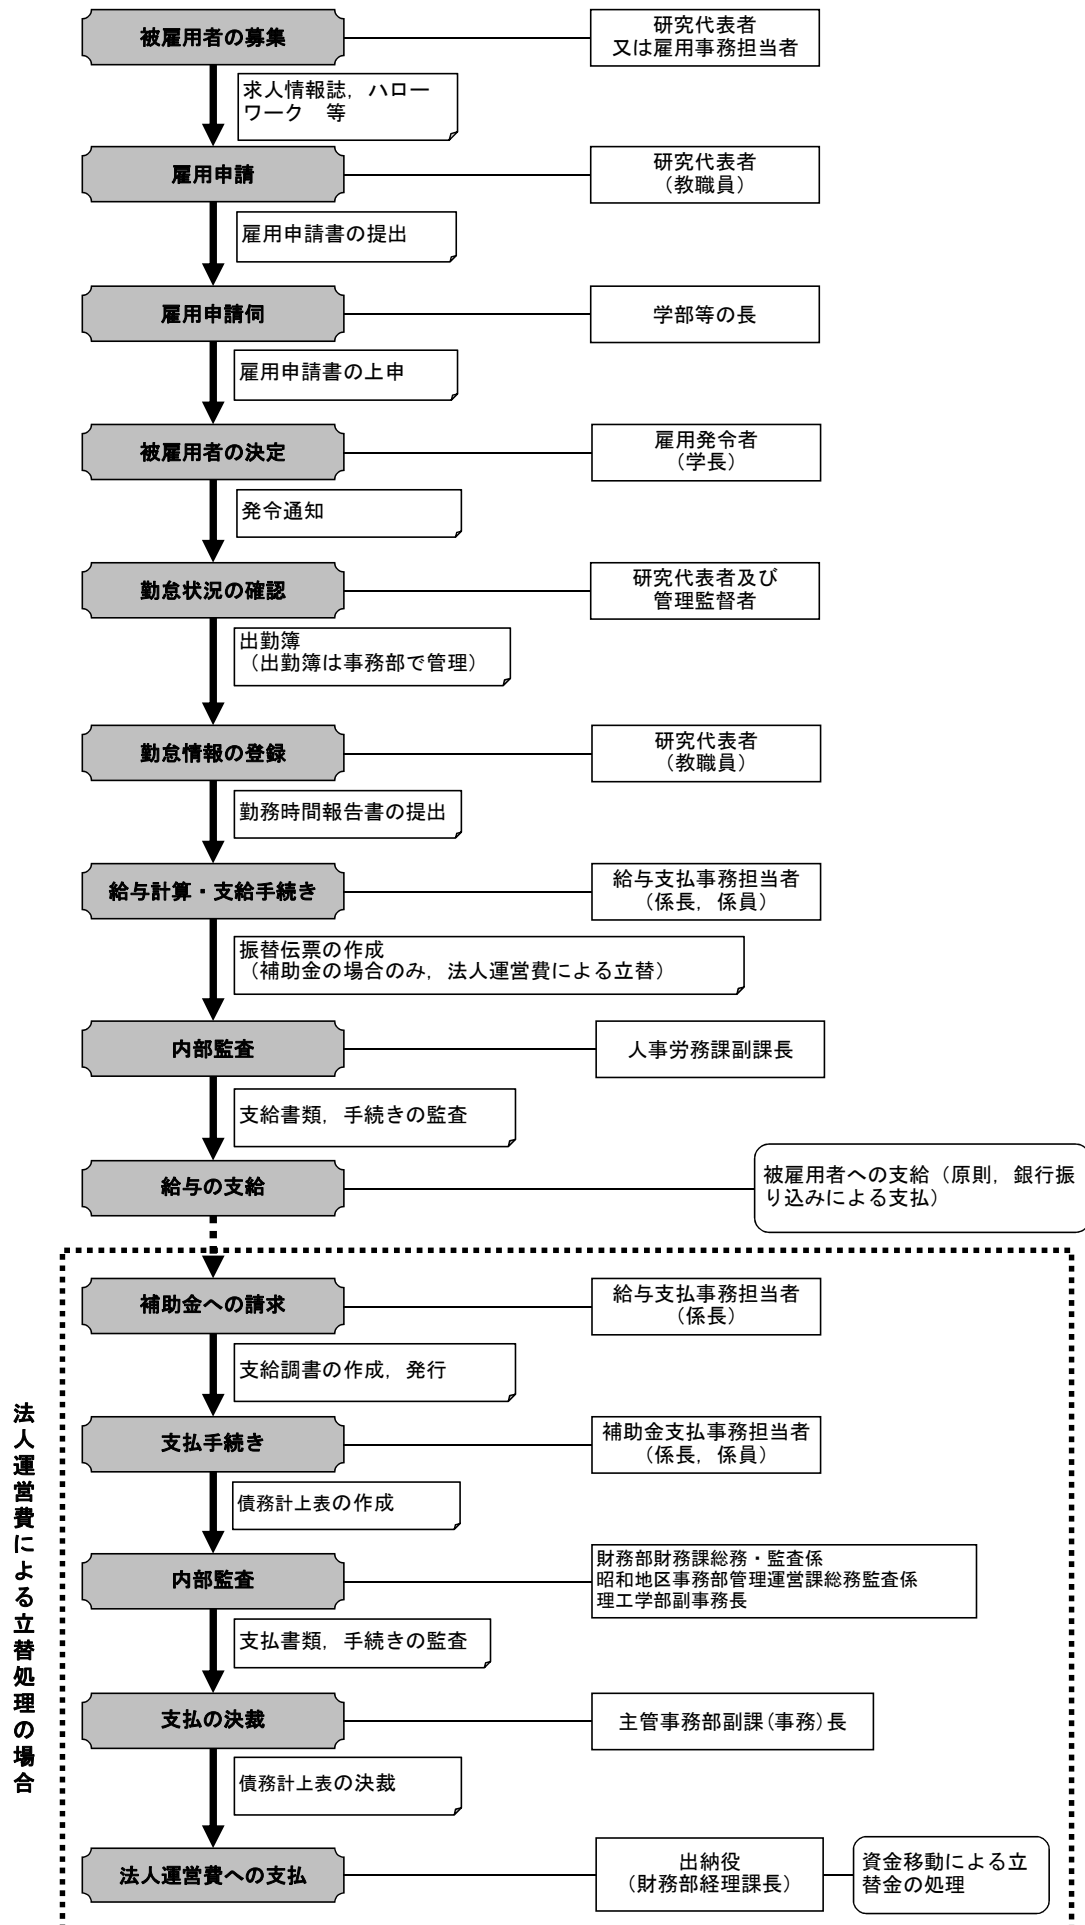 被雇用者の募集
研究代表者
又は雇用事務担当者
求人情報誌，ハロー
ワーク　等
雇用申請
研究代表者
（教職員）
雇用申請書の提出
雇用申請伺
学部等の長
雇用申請書の上申
被雇用者の決定
雇用発令者
（学長）
発令通知
勤怠状況の確認
研究代表者及び
管理監督者
出勤簿
（出勤簿は事務部で管理）
勤怠情報の登録
研究代表者
（教職員）
勤務時間報告書の提出
給与計算・支給手続き
給与支払事務担当者
（係長，係員）
振替伝票の作成
（補助金の場合のみ，法人運営費による立替）
内部監査
人事労務課副課長
支給書類，手続きの監査
給与の支給
被雇用者への支給（原則，銀行振
り込みによる支払）
法人運営費による立替処理の場合
補助金への請求
給与支払事務担当者
（係長）
支給調書の作成，発行
支払手続き
補助金支払事務担当者
（係長，係員）
債務計上表の作成
内部監査
財務部財務課総務・監査係
昭和地区事務部管理運営課総務監査係
理工学部副事務長
支払書類，手続きの監査
支払の決裁
主管事務部副課（事務）長
債務計上表の決裁
法人運営費への支払
出納役
（財務部経理課長）
資金移動による立
替金の処理